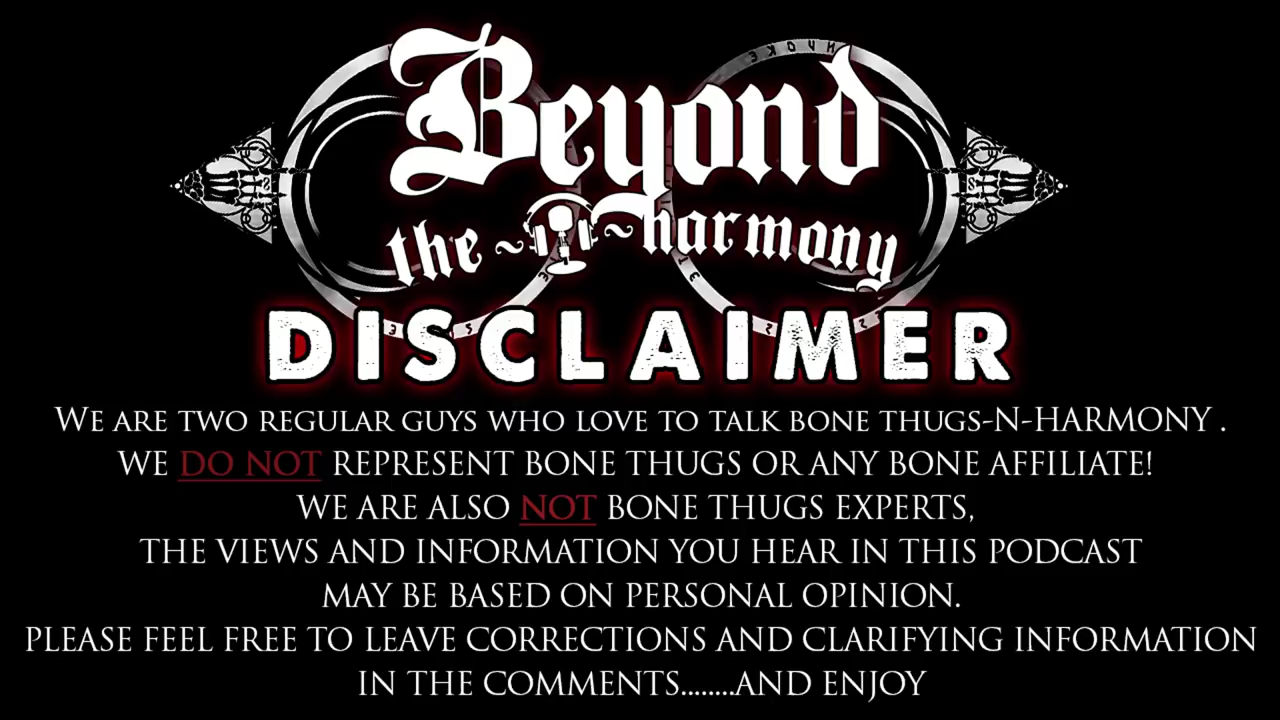 Beyond
the ~ ~ harmony
DISCLAIMER
WE ARE TWO REGULAR GUYS WHO LOVE TO TALK BONE THUGS-N-HARMONY .
WE DO NOT REPRESENT BONE THUGS OR ANY BONE AFFILIATE!
WE ARE ALSO NOT BONE THUGS EXPERTS,
THE VIEWS AND INFORMATION YOU HEAR IN THIS PODCAST
MAY BE BASED ON PERSONAL OPINION.
PLEASE FEEL FREE TO LEAVE CORRECTIONS AND CLARIFYING INFORMATION
IN THE COMMENTS........AND ENJOY